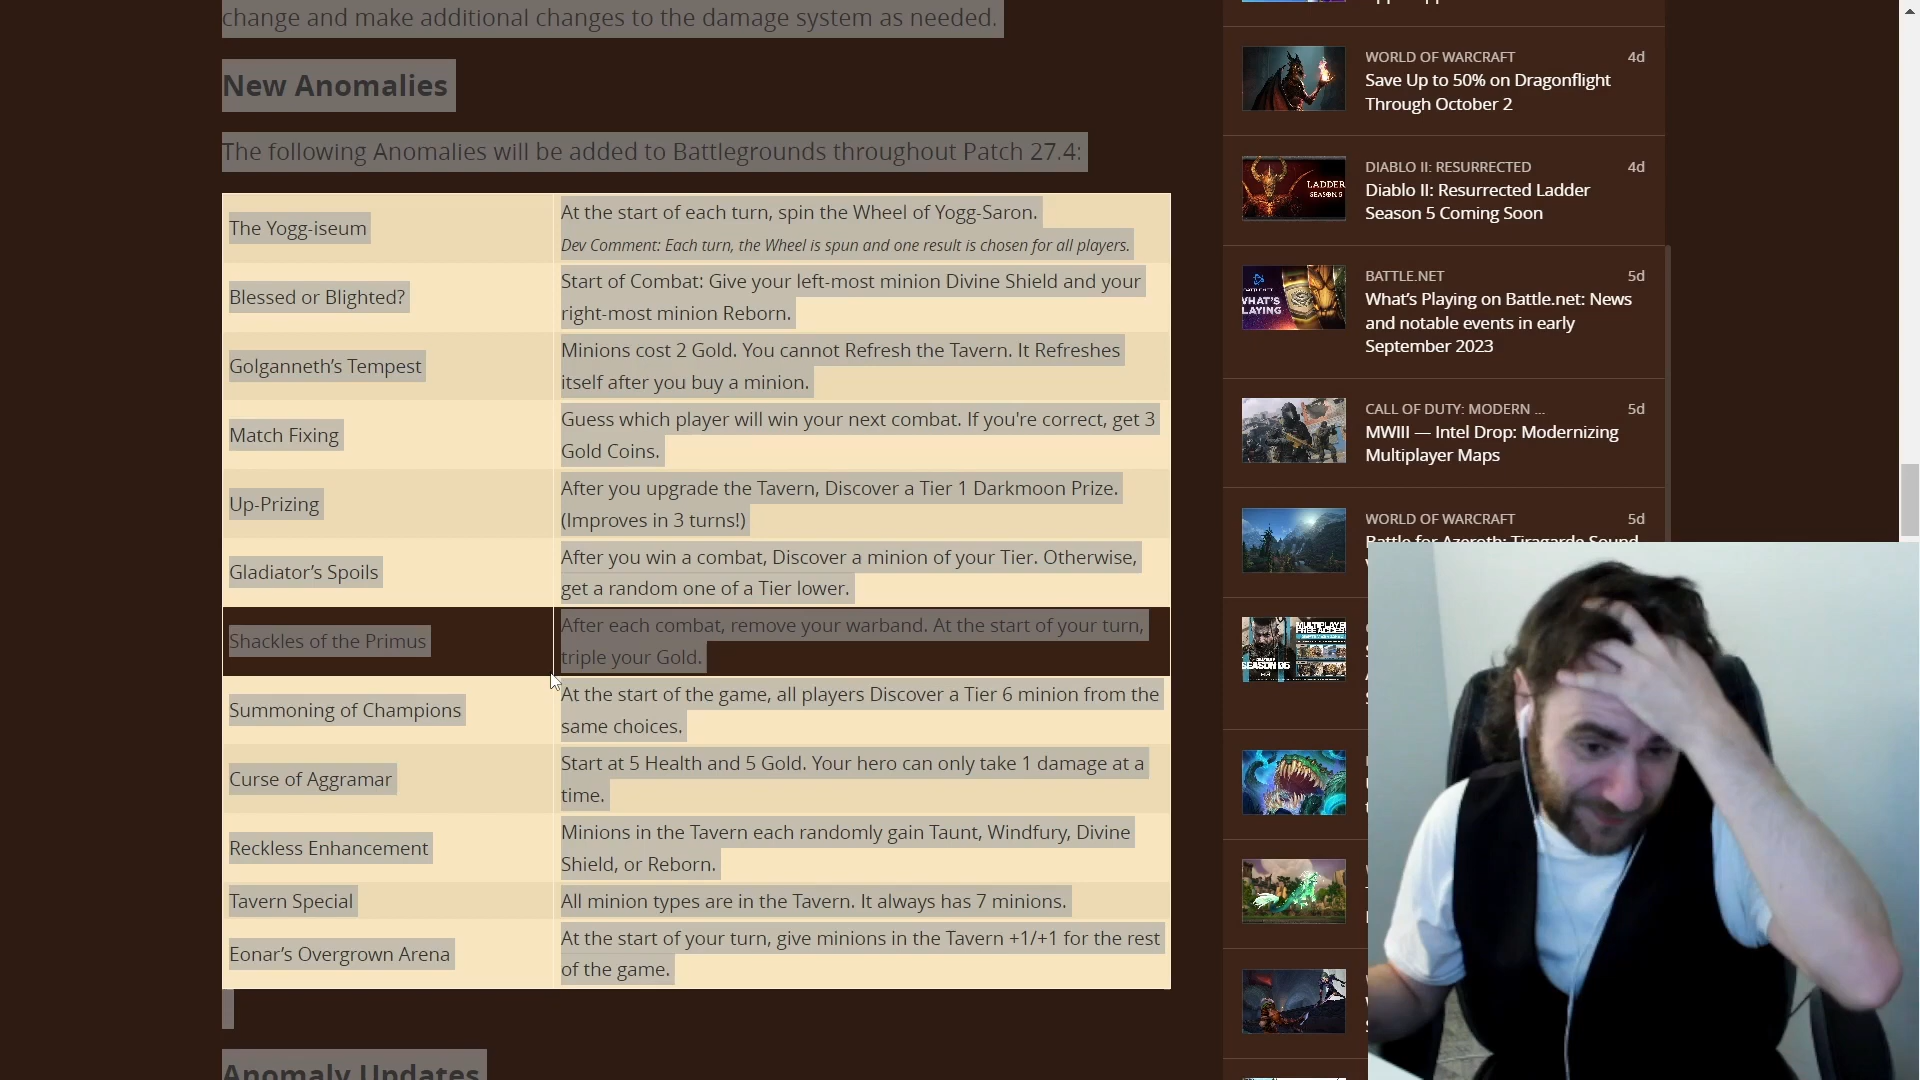 change and make additional changes to the damage system as needed.
New Anomalies
The following Anomalies will be added to Battlegrounds throughout Patch 27.4:
The Yogg-iseum
At the start of each turn, spin the Wheel of Yogg-Saron.
Dev Comment: Each turn, the Wheel is spun and one result is chosen for all players.
Blessed or Blighted?
Start of Combat: Give your left-most minion Divine Shield and your
right-most minion Reborn.
Golganneth’s Tempest
Minions cost 2 Gold. You cannot Refresh the Tavern. It Refreshes
itself after you buy a minion.
Match Fixing
Guess which player will win your next combat. If you're correct, get 3
Gold Coins.
Up-Prizing
After you upgrade the Tavern, Discover a Tier 1 Darkmoon Prize.
(Improves in 3 turns!)
Gladiator’s Spoils
After you win a combat, Discover a minion of your Tier. Otherwise,
get a random one of a Tier lower.
Shackles of the Primus
After each combat, remove your warband. At the start of your turn,
triple your Gold.
Summoning of Champions
At the start of the game, all players Discover a Tier 6 minion from the
same choices.
Curse of Aggramar
Start at 5 Health and 5 Gold. Your hero can only take 1 damage at a
time.
Reckless Enhancement
Minions in the Tavern each randomly gain Taunt, Windfury, Divine
Shield, or Reborn.
Tavern Special
All minion types are in the Tavern. It always has 7 minions.
Eonar’s Overgrown Arena
At the start of your turn, give minions in the Tavern +1/+1 for the rest
of the game.
Anomaly Updates
WORLD OF WARCRAFT 4d
Save Up to 50% on Dragonflight
Through October 2
LADDER
SEASON 5
DIABLO II: RESURRECTED 4d
Diablo II: Resurrected Ladder
Season 5 Coming Soon
WHAT'S
PLAYING
BATTLE.NET 5d
What’s Playing on Battle.net: News
and notable events in early
September 2023
CALL OF DUTY: MODERN ... 5d
MWIII — Intel Drop: Modernizing
Multiplayer Maps
WORLD OF WARCRAFT 5d
Battle for Azeroth: Tiragarde Sound
MULTIPLAYER
FREE ACCESS
SEASON 05